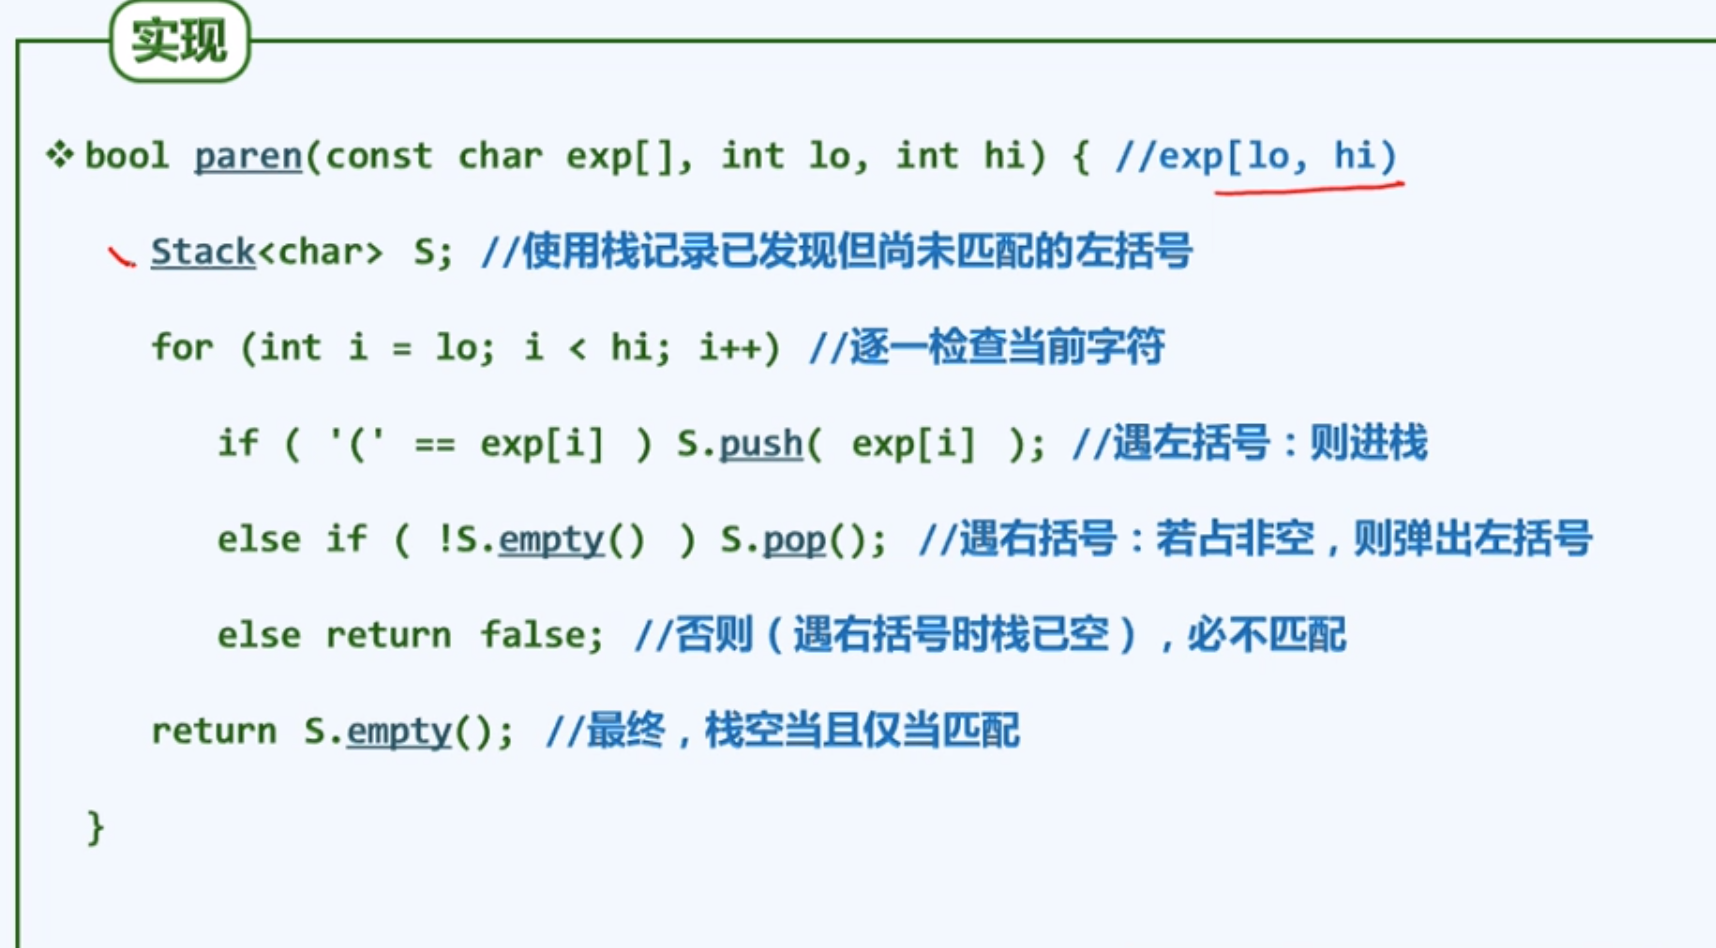 实现
❖ bool paren(const char exp[], int lo, int hi) { //exp[lo, hi)
Stack<char> S; //使用栈记录已发现但尚未匹配的左括号
for (int i = lo; i < hi; i++) //逐一检查当前字符
if ( '(' == exp[i] ) S.push( exp[i] ); //遇左括号：则进栈
else if ( !S.empty() ) S.pop(); //遇右括号：若占非空，则弹出左括号
else return false; //否则（遇右括号时栈已空），必不匹配
return S.empty(); //最终，栈空当且仅当匹配
}